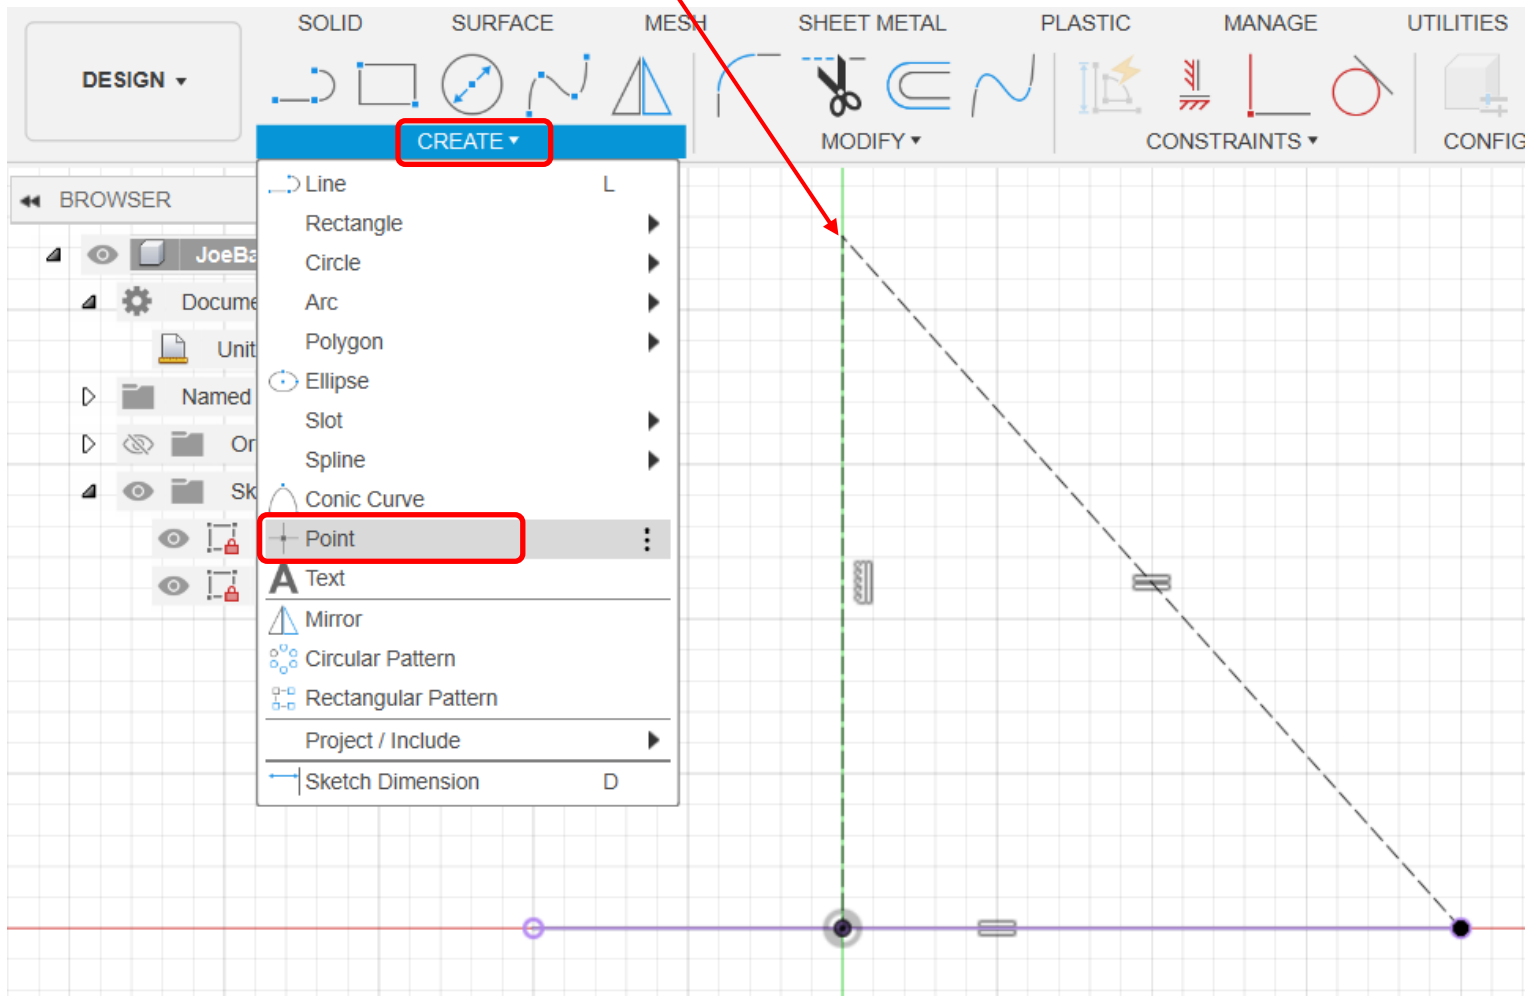 SOLID SURFACE MESH SHEET METAL PLASTIC MANAGE UTILITIES
DESIGN
CREATE MODIFY CONSTRAINTS CONFIG
BROWSER
JoeBa
Docume
Unit
Named
Or
Sk
Line L
Rectangle
Circle
Arc
Polygon
Ellipse
Slot
Spline
Conic Curve
Point
Text
Mirror
Circular Pattern
Rectangular Pattern
Project / Include
Sketch Dimension D